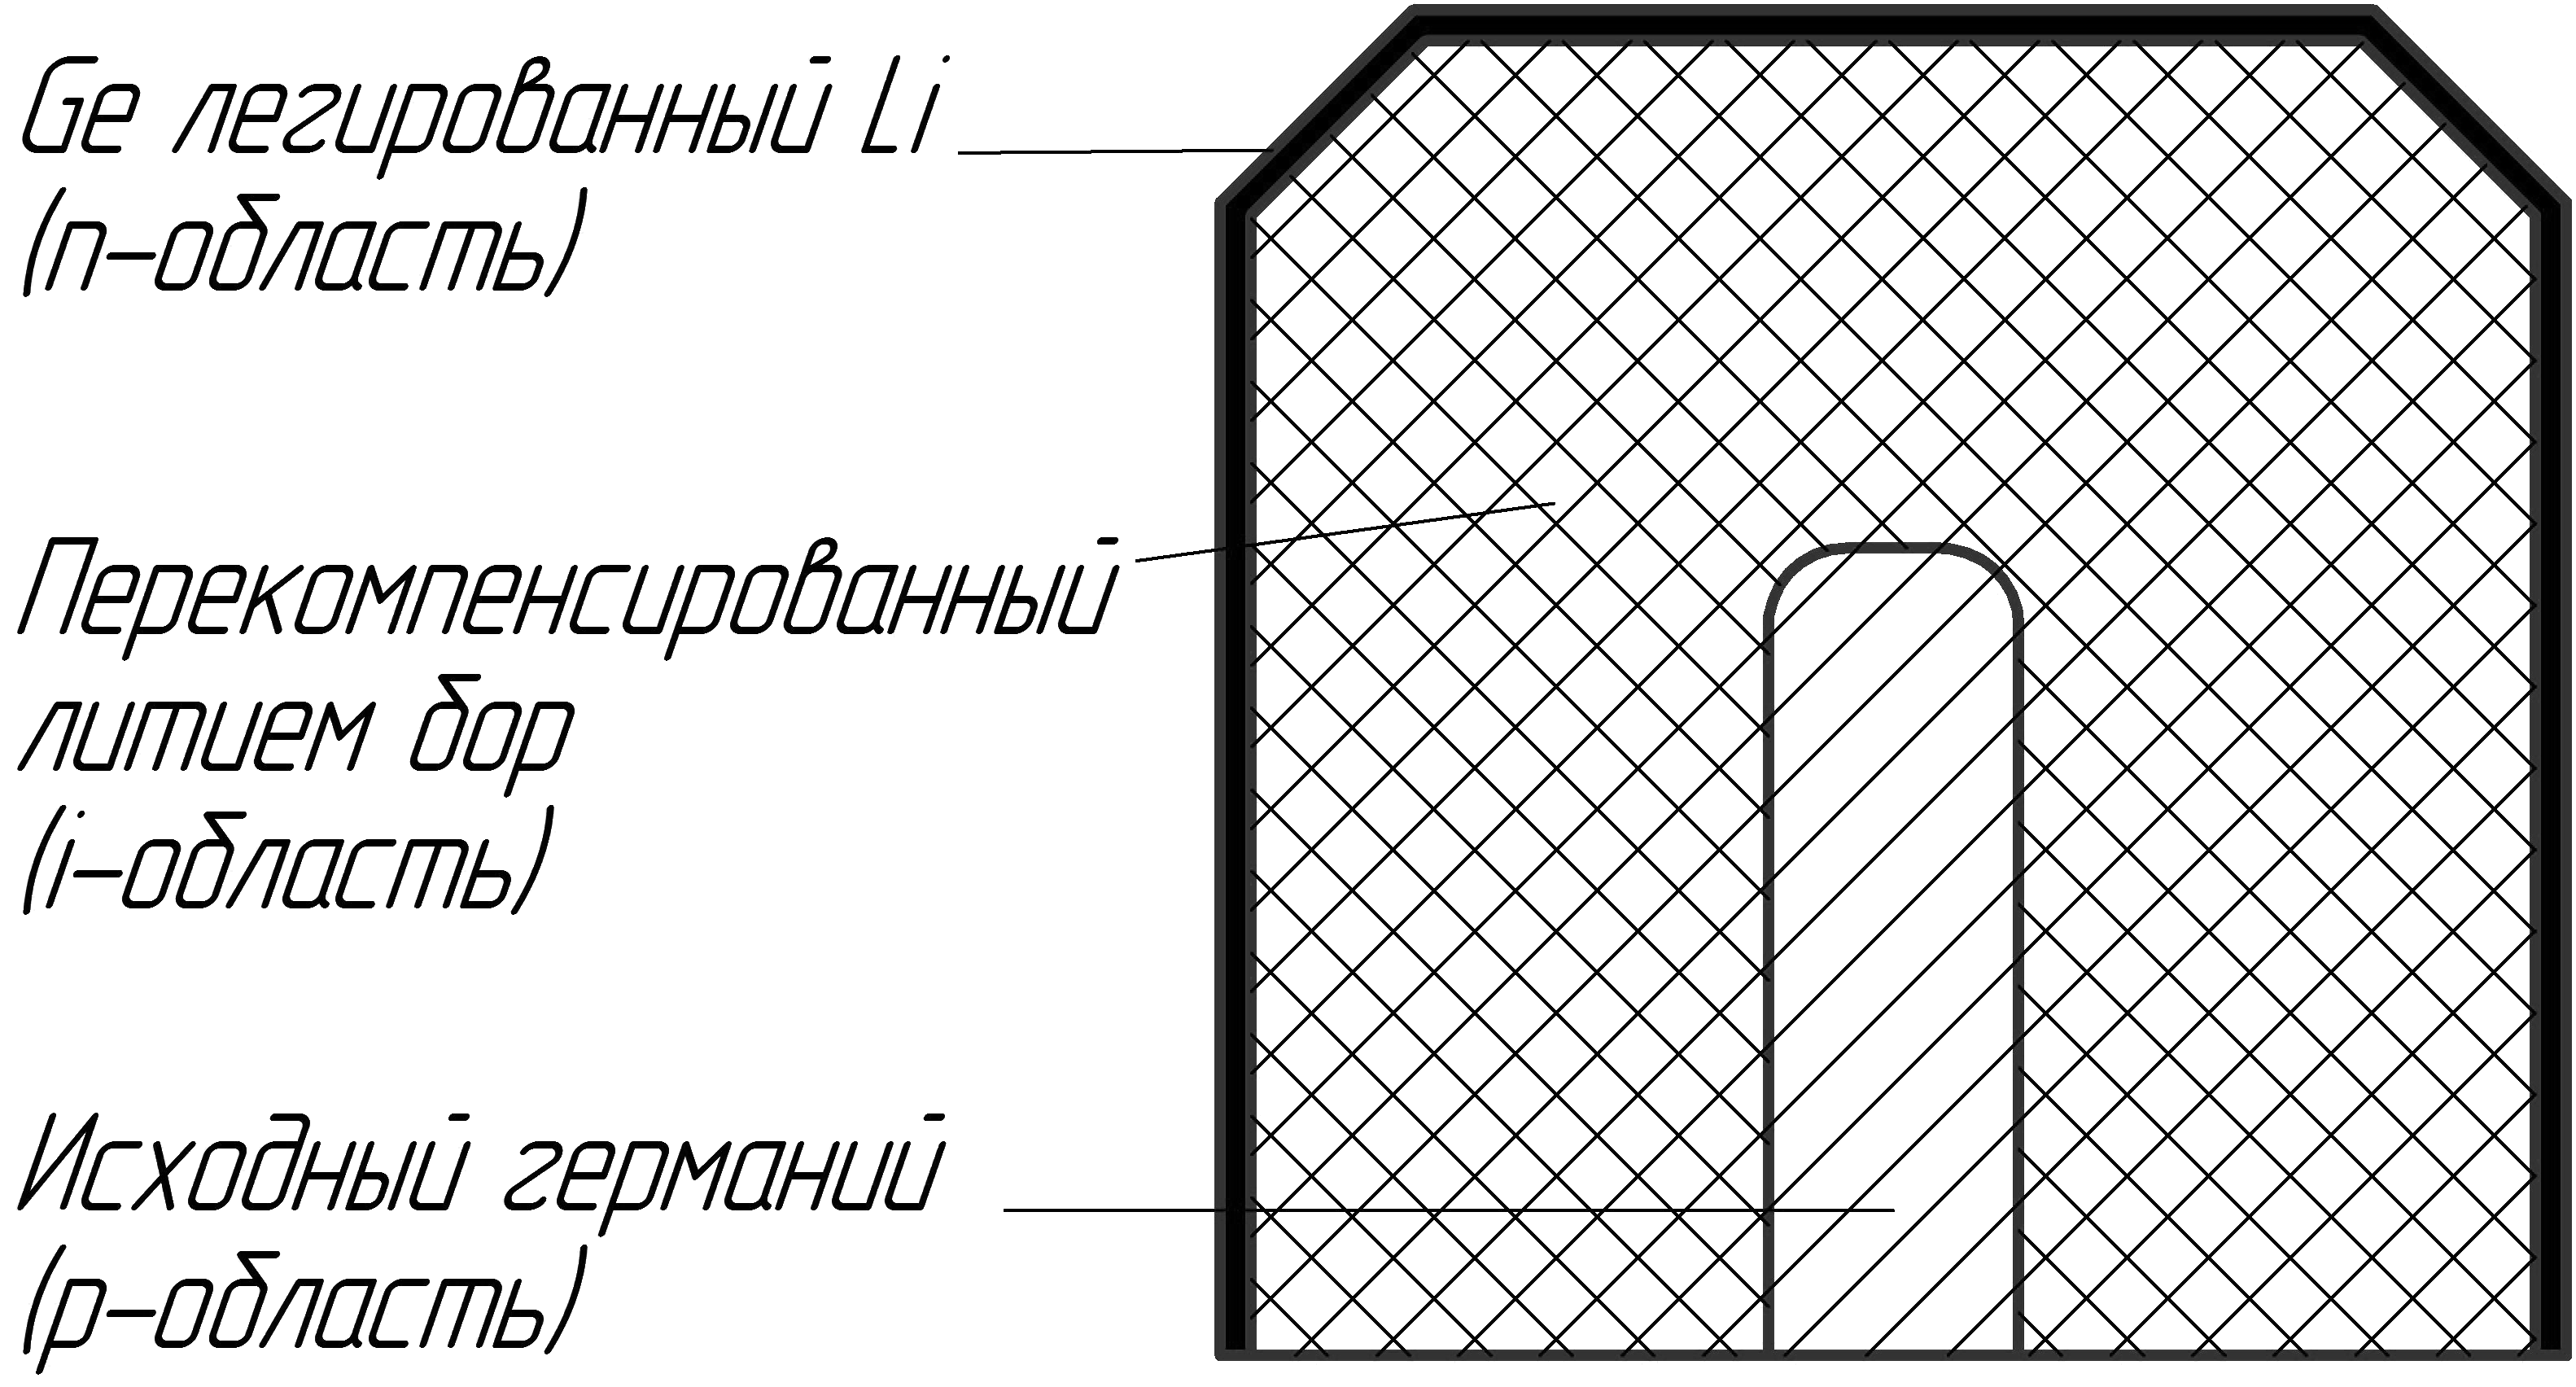 Ge легированный Li
(n-область)
Перекомпенсированный
литием бор
(i-область)
Исходный германий
(p-область)